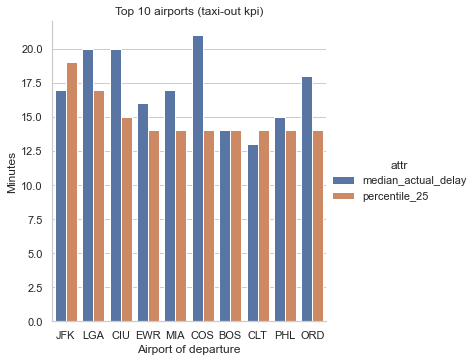 Top 10 airports (taxi-out kpi)
20.0
17.5
15.0
12.5
10.0
7.5
5.0
2.5
0.0
Minutes
JFK LGA CIU EWR MIA COS BOS CLT PHL ORD
Airport of departure
attr
median_actual_delay
percentile_25